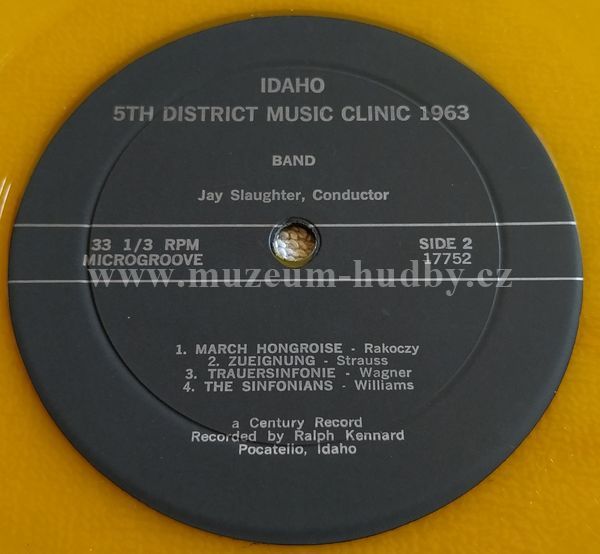 IDAHO
5TH DISTRICT MUSIC CLINIC 1963
BAND
Jay Slaughter, Conductor
33 1/3 RPM
MICROGROOVE
SIDE 2
17752
www.muzeum-hudby.cz
1. MARCH HONGROISE - Rakoczy
2. ZUEIGNUNG - Strauss
3. TRAUERSINFONIE - Wagner
4. THE SINFONIANS - Williams
a Century Record
Recorded by Ralph Kennard
Pocatello, Idaho